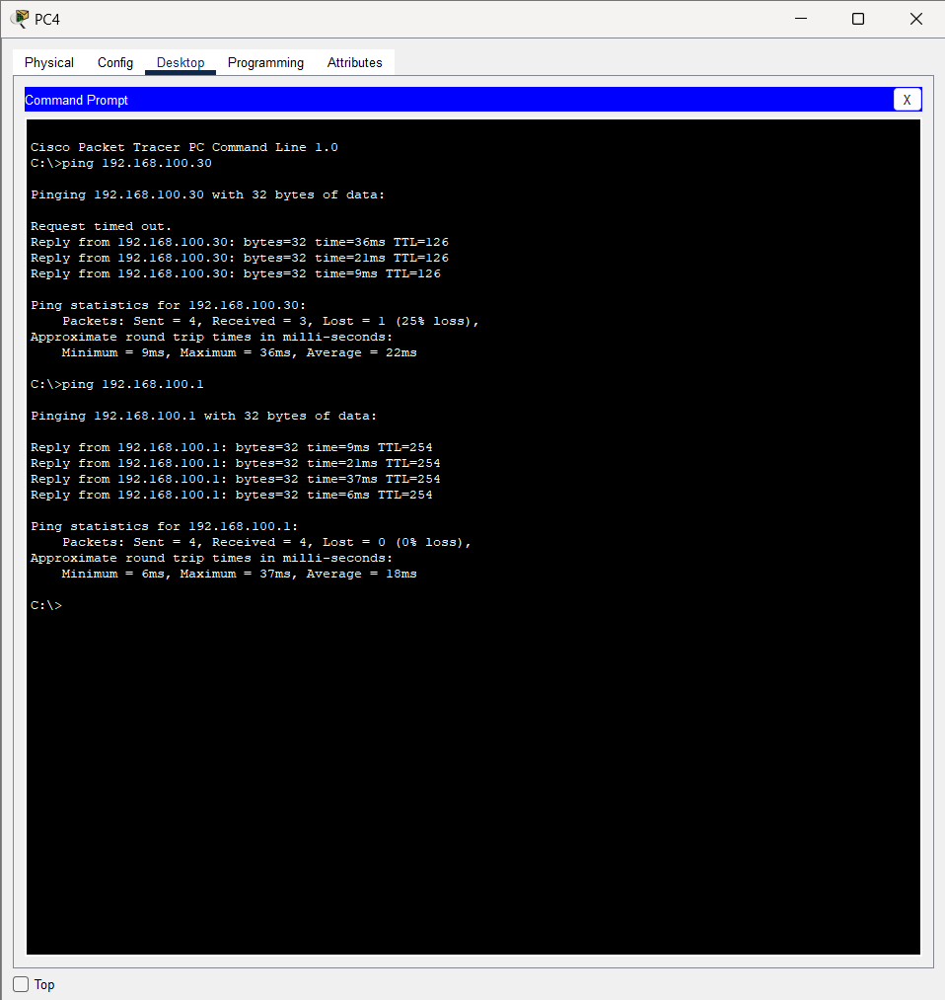 PC4
Physical Config Desktop Programming Attributes
Command Prompt
X
Cisco Packet Tracer PC Command Line 1.0
C:\>ping 192.168.100.30
Pinging 192.168.100.30 with 32 bytes of data:
Request timed out.
Reply from 192.168.100.30: bytes=32 time=36ms TTL=126
Reply from 192.168.100.30: bytes=32 time=21ms TTL=126
Reply from 192.168.100.30: bytes=32 time=9ms TTL=126
Ping statistics for 192.168.100.30:
Packets: Sent = 4, Received = 3, Lost = 1 (25% loss),
Approximate round trip times in milli-seconds:
Minimum = 9ms, Maximum = 36ms, Average = 22ms
C:\>ping 192.168.100.1
Pinging 192.168.100.1 with 32 bytes of data:
Reply from 192.168.100.1: bytes=32 time=9ms TTL=254
Reply from 192.168.100.1: bytes=32 time=21ms TTL=254
Reply from 192.168.100.1: bytes=32 time=37ms TTL=254
Reply from 192.168.100.1: bytes=32 time=6ms TTL=254
Ping statistics for 192.168.100.1:
Packets: Sent = 4, Received = 4, Lost = 0 (0% loss),
Approximate round trip times in milli-seconds:
Minimum = 6ms, Maximum = 37ms, Average = 18ms
C:\>
Top